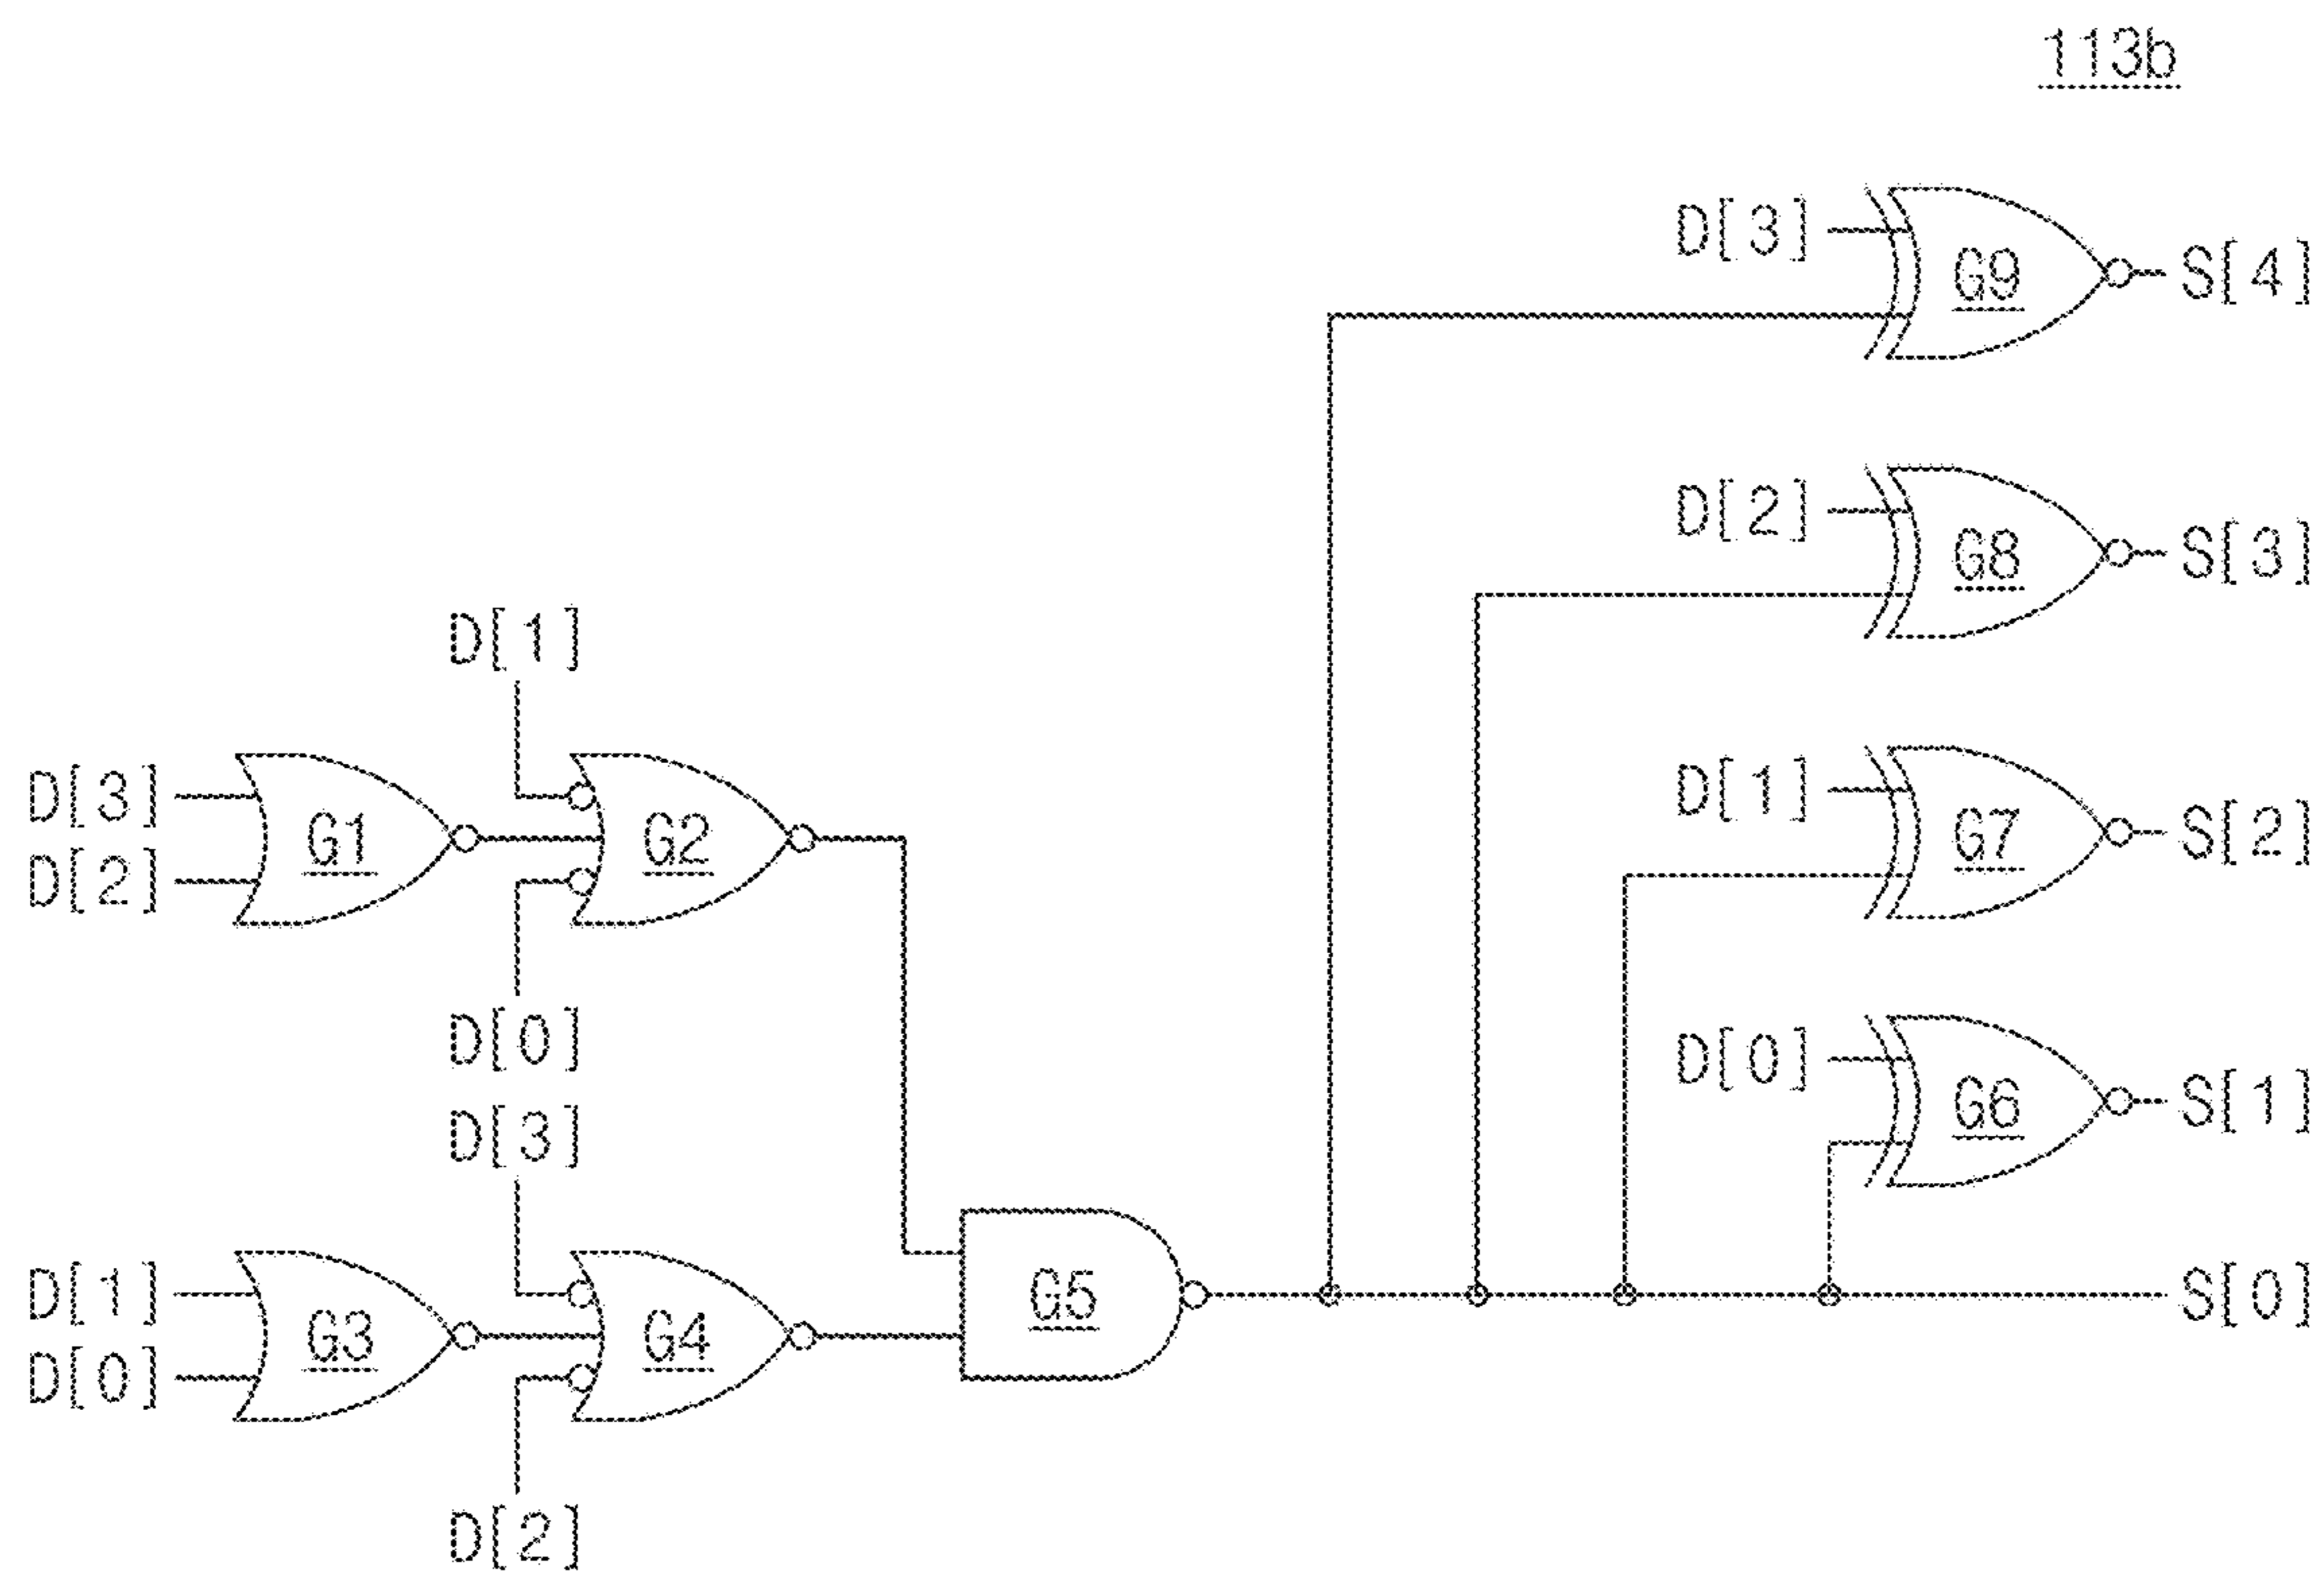 113b
D[3]
G9
S[4]
D[2]
G8
S[3]
D[1]
D[1]
G7
S[2]
D[3]
D[2]
G1
G2
D[0]
D[0]
G6
S[1]
D[3]
D[1]
D[0]
G3
G4
G5
S[0]
D[2]